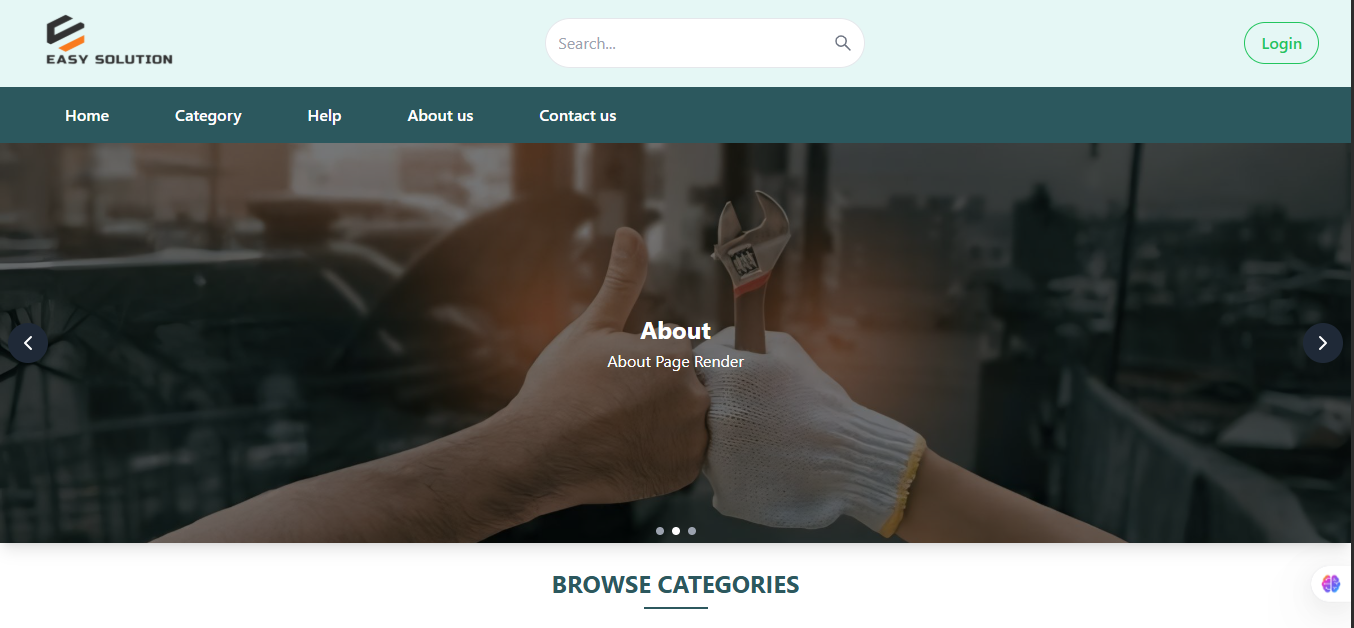 EASY SOLUTION
Search...
Login
Home
Category
Help
About us
Contact us
About
About Page Render
BROWSE CATEGORIES